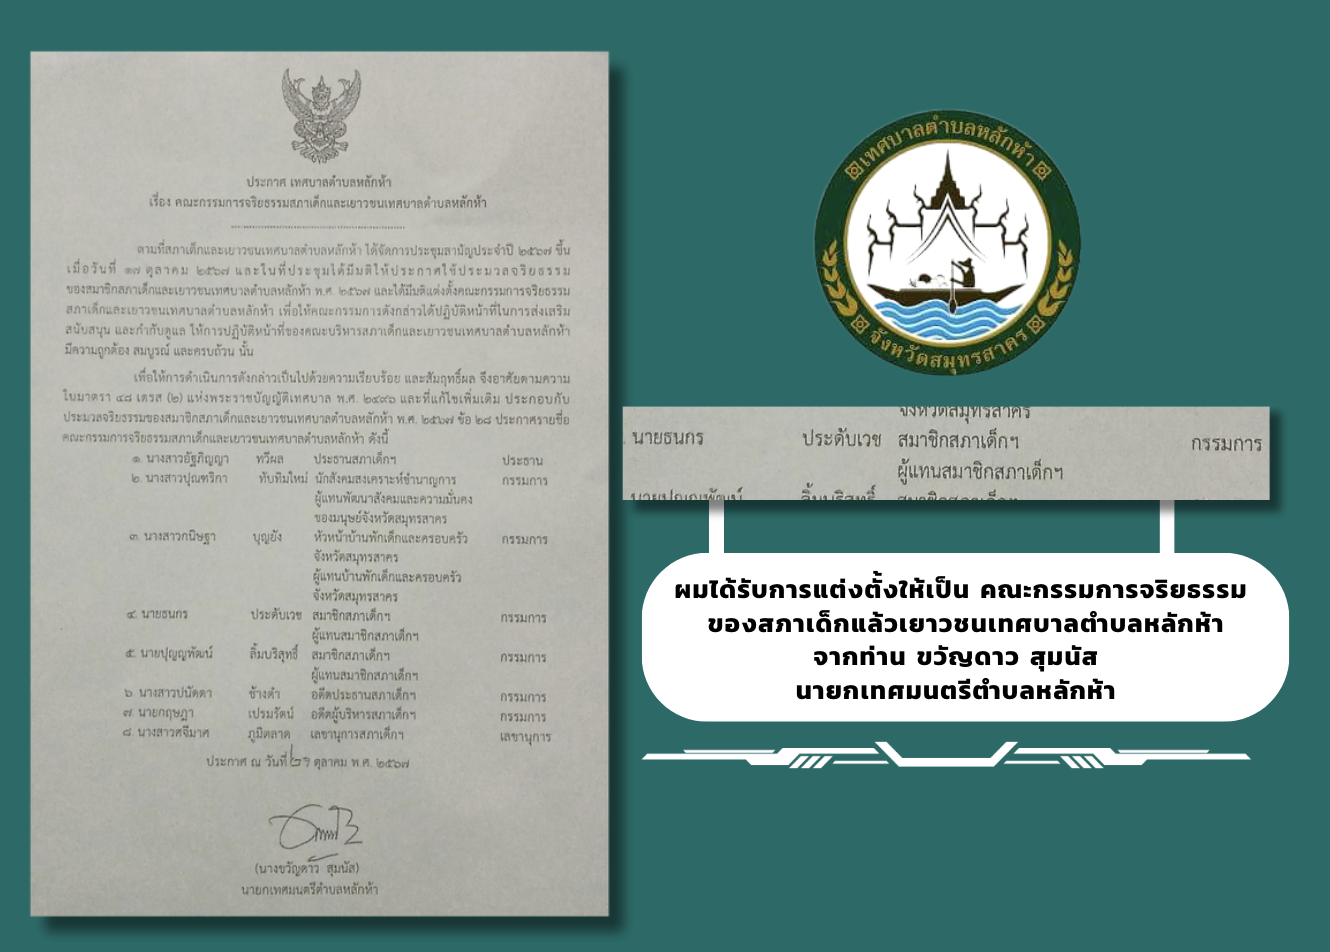 ประกาศ เทศบาลตำบลหลักห้า
เรื่อง คณะกรรมการจริยธรรมสภาเด็กและเยาวชนเทศบาลตำบลหลักห้า
ตามที่สภาเด็กและเยาวชนเทศบาลตำบลหลักห้า ได้จัดการประชุมสามัญประจำปี ๒๕๖๗ ขึ้น
เมื่อวันที่ ๑๗ ตุลาคม ๒๕๖๗ และในที่ประชุมได้มีมติให้ประกาศใช้ประมวลจริยธรรม
ของสมาชิกสภาเด็กและเยาวชนเทศบาลตำบลหลักห้า พ.ศ. ๒๕๖๗ และได้มีมติแต่งตั้งคณะกรรมการจริยธรรม
สภาเด็กและเยาวชนเทศบาลตำบลหลักห้า เพื่อให้คณะกรรมการดังกล่าวได้ปฏิบัติหน้าที่ในการส่งเสริม
สนับสนุน และกำกับดูแล ให้การปฏิบัติหน้าที่ของคณะบริหารสภาเด็กและเยาวชนเทศบาลตำบลหลักห้า
มีความถูกต้อง สมบูรณ์ และครบถ้วน นั้น
เพื่อให้การดำเนินการดังกล่าวเป็นไปด้วยความเรียบร้อย และสัมฤทธิ์ผล จึงอาศัยตามความ
ในมาตรา ๔๘ เตรส (๒) แห่งพระราชบัญญัติเทศบาล พ.ศ. ๒๔๙๖ และที่แก้ไขเพิ่มเติม ประกอบกับ
ประมวลจริยธรรมของสมาชิกสภาเด็กและเยาวชนเทศบาลตำบลหลักห้า พ.ศ. ๒๕๖๗ ข้อ ๒๘ ประกาศรายชื่อ
คณะกรรมการจริยธรรมสภาเด็กและเยาวชนเทศบาลตำบลหลักห้า ดังนี้
๑. นางสาวอัฐภิญญา ทวีผล ประธานสภาเด็กฯ ประธาน
๒. นางสาวปุณฑริกา ทับทิมใหม่ นักสังคมสงเคราะห์ชำนาญการ กรรมการ
ผู้แทนพัฒนาสังคมและความมั่นคง
ของมนุษย์จังหวัดสมุทรสาคร
๓. นางสาวกนิษฐา บุญยัง หัวหน้าบ้านพักเด็กและครอบครัว กรรมการ
จังหวัดสมุทรสาคร
ผู้แทนบ้านพักเด็กและครอบครัว
จังหวัดสมุทรสาคร
๔. นายธนกร ประดับเวช สมาชิกสภาเด็กฯ กรรมการ
ผู้แทนสมาชิกสภาเด็กฯ
๕. นายปุญญพัฒน์ ลิ้มบริสุทธิ์ สมาชิกสภาเด็กฯ กรรมการ
ผู้แทนสมาชิกสภาเด็กฯ
๖. นางสาวปนัดดา ช้างดำ อดีตประธานสภาเด็กฯ กรรมการ
๗. นายกฤษฎา เปรมรัตน์ อดีตผู้บริหารสภาเด็กฯ กรรมการ
๘. นางสาวศจีมาศ ภูมิตลาด เลขานุการสภาเด็กฯ เลขานุการ
ประกาศ ณ วันที่ ๒๑ ตุลาคม พ.ศ. ๒๕๖๗
(นางขวัญดาว สุมนัส)
นายกเทศมนตรีตำบลหลักห้า
เทศบาลตำบลหลักห้า
จังหวัดสมุทรสาคร
จังหวัดสมุทรสาคร
นายธนกร ประดับเวช สมาชิกสภาเด็กฯ กรรมการ
ผู้แทนสมาชิกสภาเด็กฯ
นายปุญญพัฒน์ ลิ้มบริสุทธิ์ สมาชิกสภาเด็กฯ
ผมได้รับการแต่งตั้งให้เป็น คณะกรรมการจริยธรรม
ของสภาเด็กแล้วเยาวชนเทศบาลตำบลหลักห้า
จากท่าน ขวัญดาว สุมนัส
นายกเทศมนตรีตำบลหลักห้า